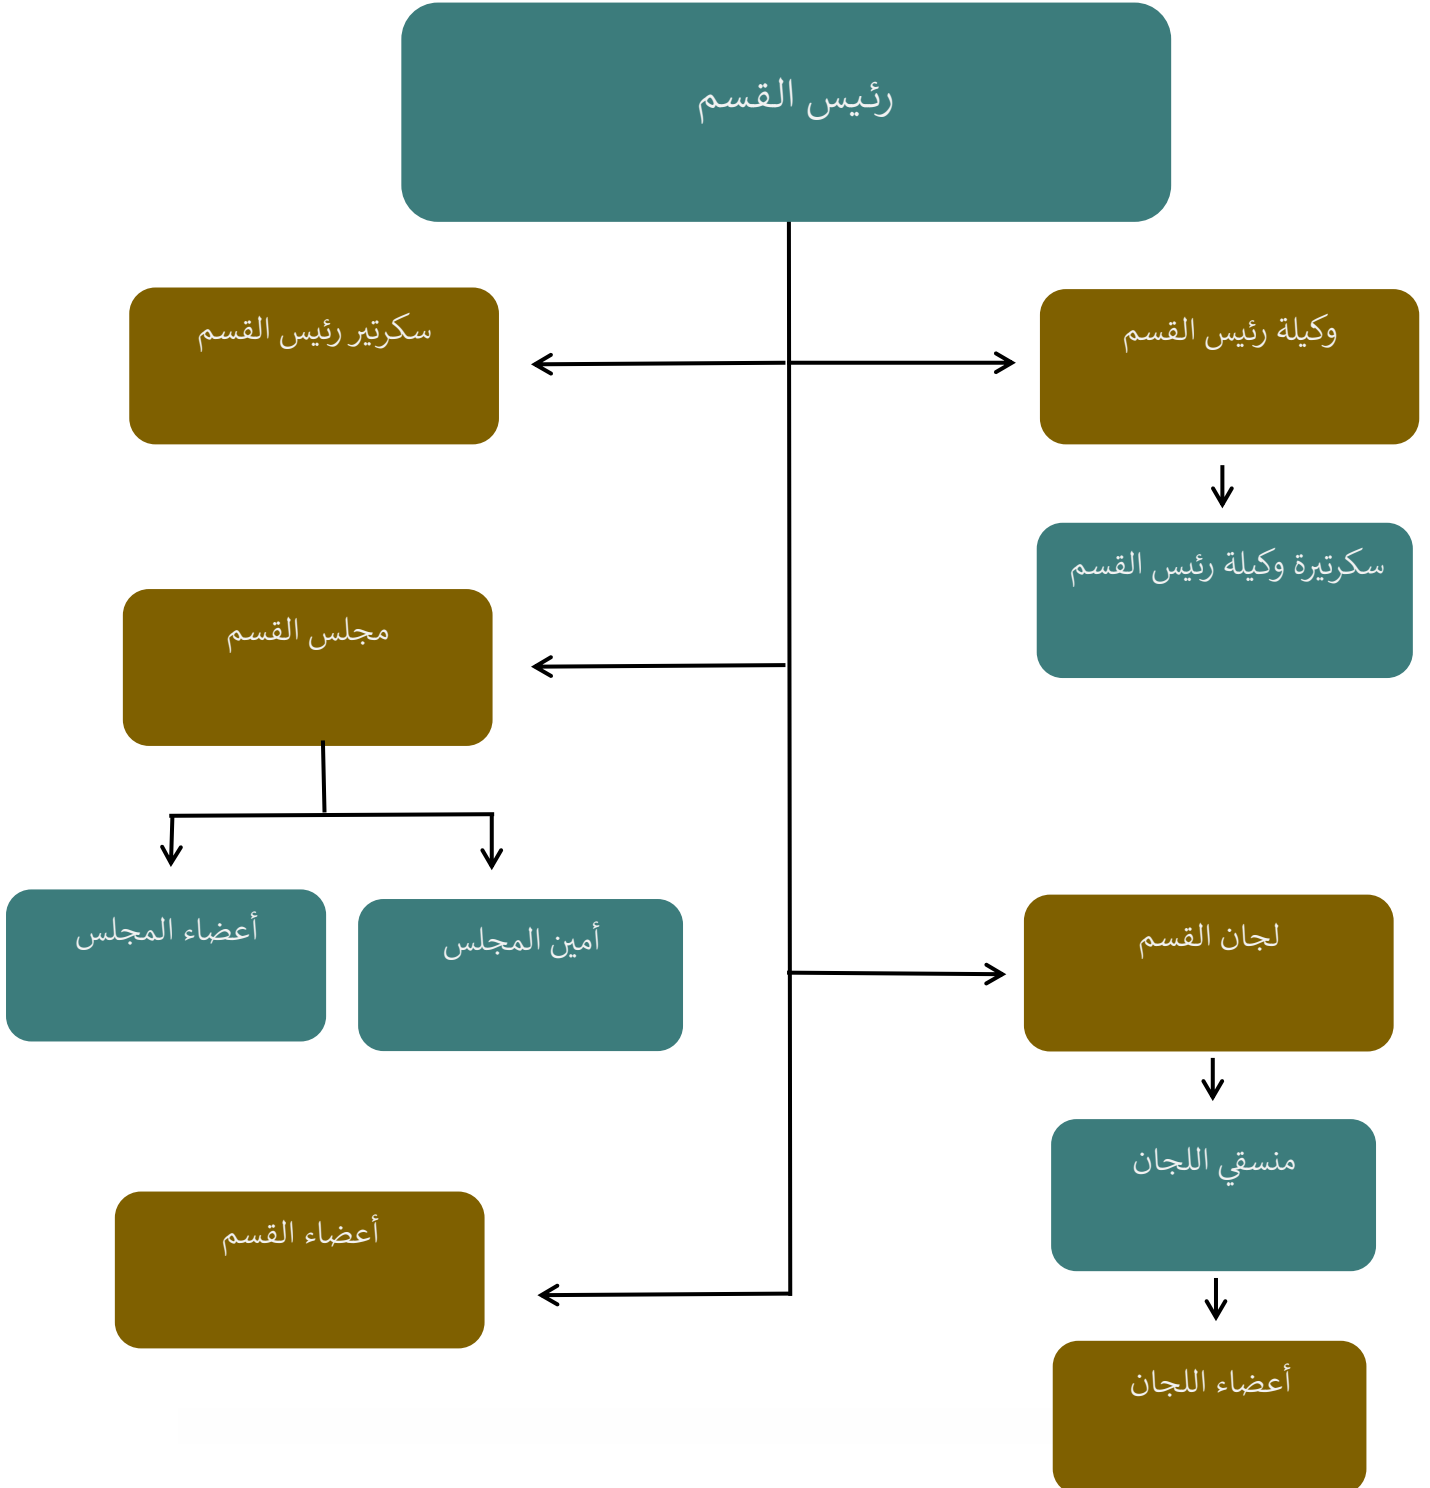 رئيس القسم
وكيلة رئيس القسم
سكرتير رئيس القسم
سكرتيرة وكيلة رئيس القسم
مجلس القسم
أمين المجلس
أعضاء المجلس
لجان القسم
منسقي اللجان
أعضاء القسم
أعضاء اللجان